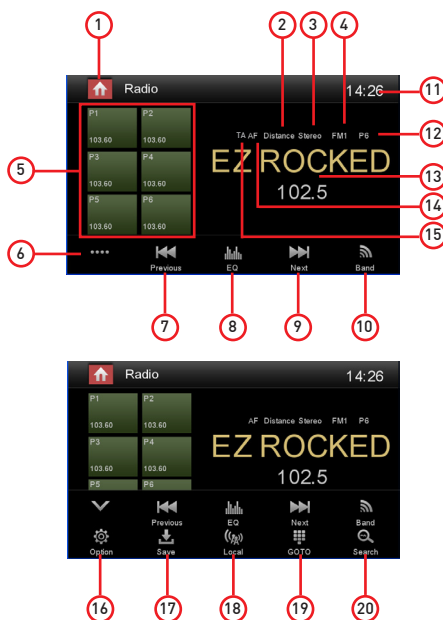 1
2
3
4
Radio
14:26
11
P1
P2
103.60
103.60
TA AF Distance Stereo FM1 P6
12
EZ ROCKED
13
P3
P4
5
103.60
103.60
102.5
14
P5
P6
15
103.60
103.60
6
Previous
EQ
Next
Band
7
8
9
10
Radio
14:26
P1
P2
103.60
103.60
AF Distance Stereo FM1 P6
EZ ROCKED
P3
P4
103.60
103.60
102.5
P5
P6
Previous
EQ
Next
Band
Option
Save
Local
GOTO
Search
16
17
18
19
20